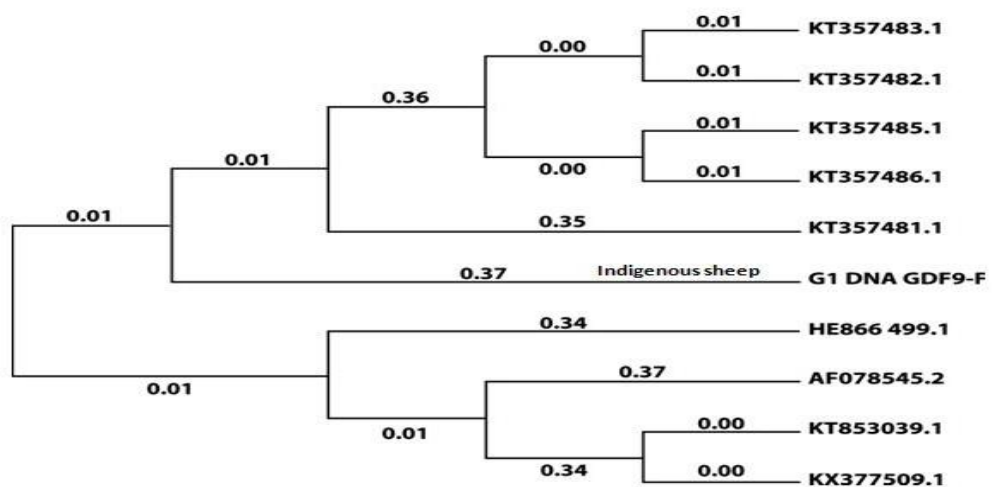 0.01
KT357483.1
0.00
0.01
KT357482.1
0.36
0.01
KT357485.1
0.01
0.00
0.01
KT357486.1
0.01
0.35
KT357481.1
0.37
Indigenous sheep
G1 DNA GDF9-F
0.34
HE866 499.1
0.01
0.37
AF078545.2
0.01
0.00
KT853039.1
0.34
0.00
KX377509.1